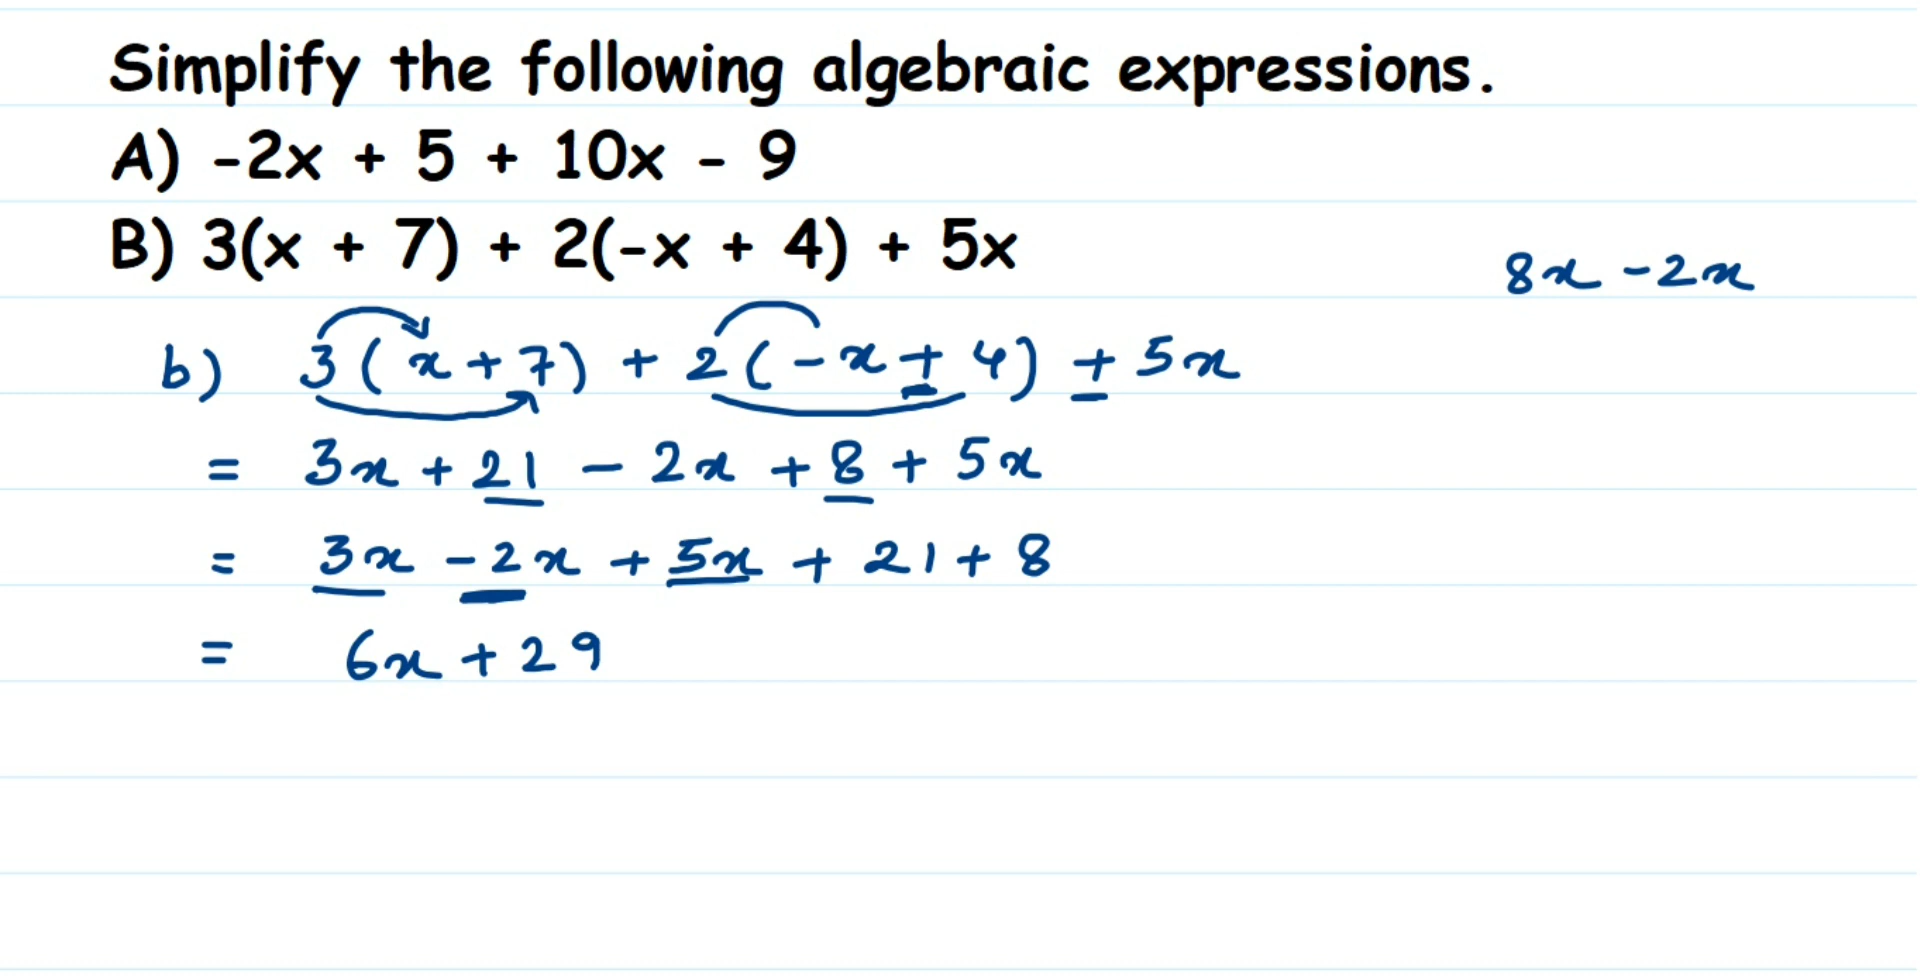 Simplify the following algebraic expressions.
A) -2x + 5 + 10x - 9
B) 3(x + 7) + 2(-x + 4) + 5x
8x - 2x
b) 3(x + 7) + 2(-x + 4) + 5x
= 3x + 21 - 2x + 8 + 5x
= 3x - 2x + 5x + 21 + 8
= 6x + 29